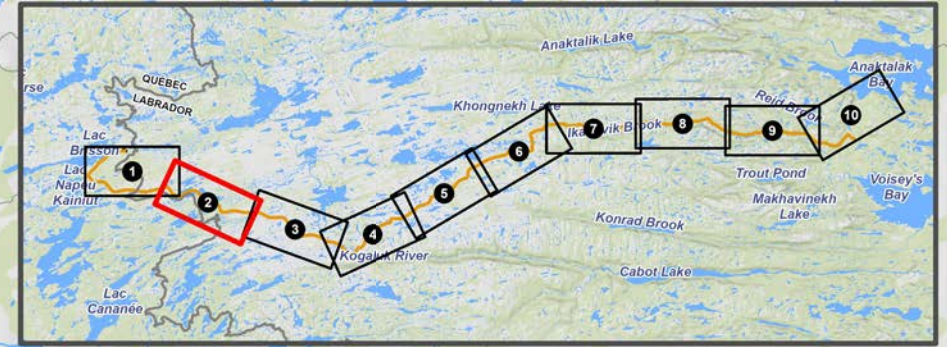 Anaktalik Lake
Anaktalak
Bay
QUÉBEC
LABRADOR
rse
Khongnekh Lake
Reid Brook
10
7
Ikadlivik Brook
8
9
Lac
Brisson
1
6
Lac
Napeu
Kainiut
5
Trout Pond
Voisey's
Bay
2
Makhavinekh
Lake
3
4
Konrad Brook
Kogaluk River
Cabot Lake
Lac
Cananée